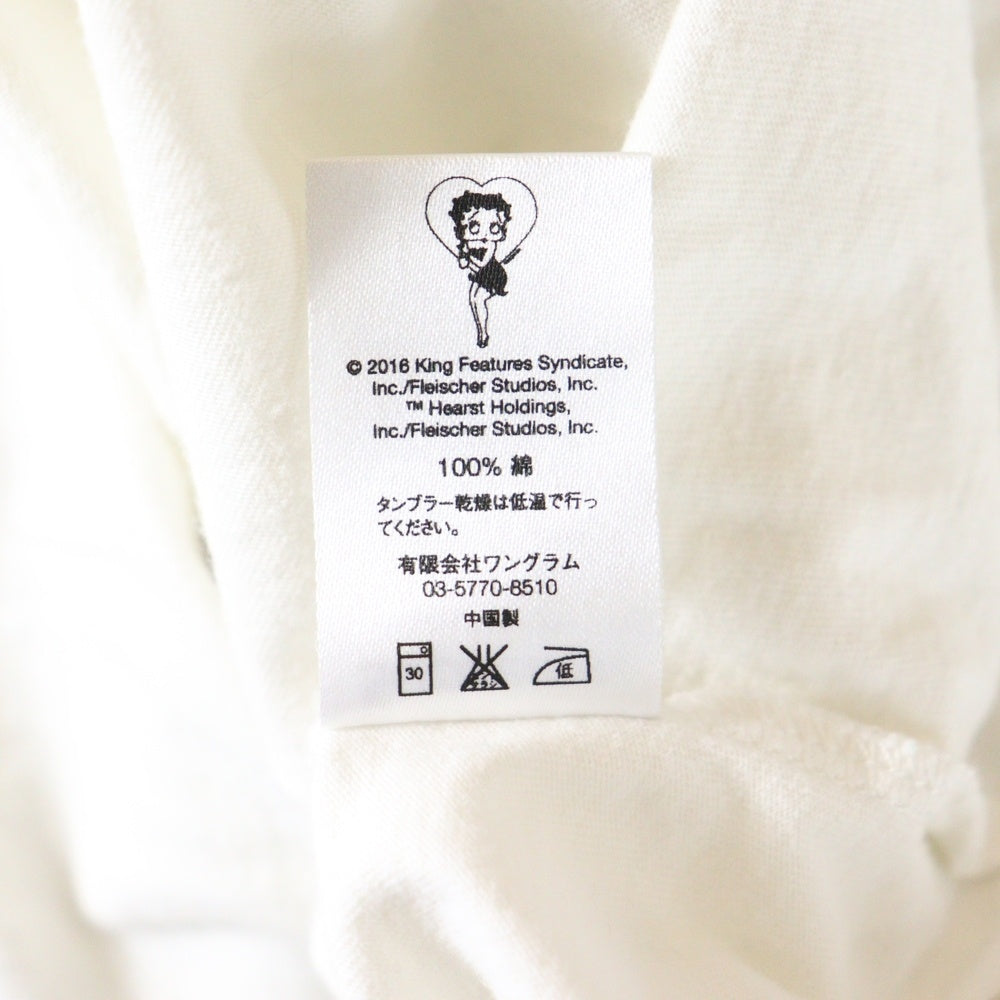 © 2016 King Features Syndicate,
Inc./Fleischer Studios, Inc.
™ Hearst Holdings,
Inc./Fleischer Studios, Inc.
100% 綿
タンブラー乾燥は低温で行っ
てください。
有限会社ワングラム
03-5770-8510
中国製
30
低